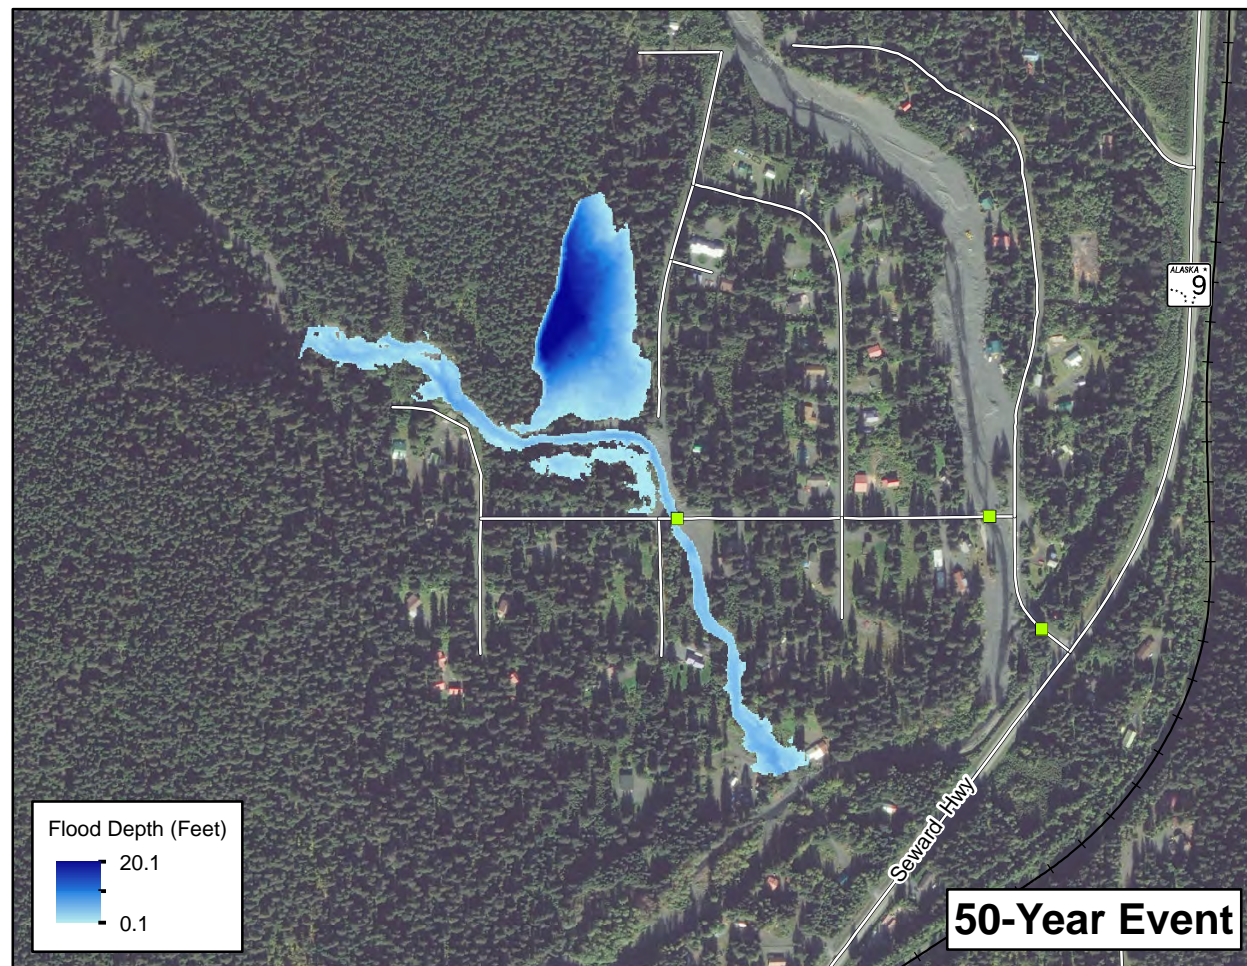 ALASKA
9
Seward Hwy
Flood Depth (Feet)
20.1
0.1
50-Year Event